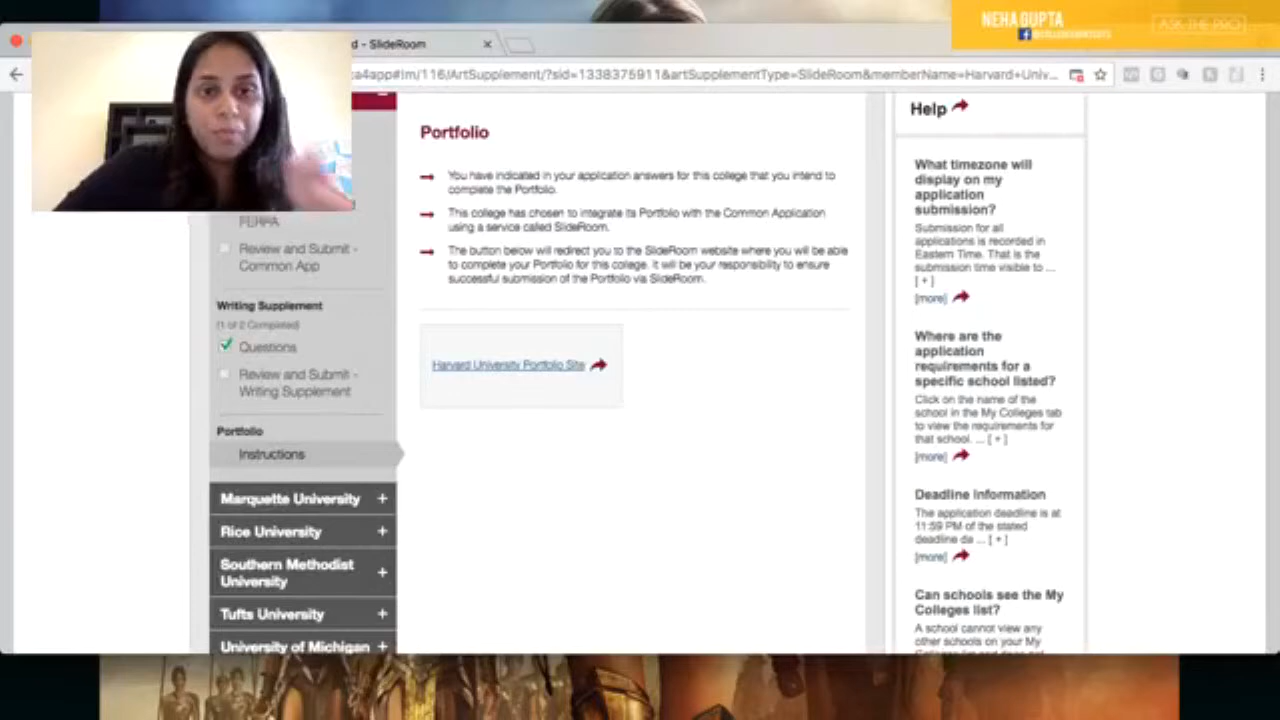 NEHA GUPTA
ASK THE PRO
d - SlideRoom
a4app#!m/116/ArtSupplement/?sid=1338375911&artSupplementType=SlideRoom&memberName=Harvard+Univ...
Portfolio
You have indicated in your application answers for this college that you intend to
complete the Portfolio.
This college has chosen to integrate its Portfolio with the Common Application
using a service called SlideRoom.
The button below will redirect you to the SlideRoom website where you will be able
to complete your Portfolio for this college. It will be your responsibility to ensure
successful submission of the Portfolio via SlideRoom.
Harvard University Portfolio Site
FERPA
Review and Submit -
Common App
Writing Supplement
(1 of 2 Completed)
Questions
Review and Submit -
Writing Supplement
Portfolio
Instructions
Marquette University +
Rice University +
Southern Methodist
University +
Tufts University +
University of Michigan +
Help
What timezone will
display on my
application
submission?
Submission for all
applications is recorded in
Eastern Time. That is the
submission time visible to ...
[ + ]
[more]
Where are the
application
requirements for a
specific school listed?
Click on the name of the
school in the My Colleges tab
to view the requirements for
that school. ... [ + ]
[more]
Deadline Information
The application deadline is at
11:59 PM of the stated
deadline da ... [ + ]
[more]
Can schools see the My
Colleges list?
A school cannot view any
other schools on your My